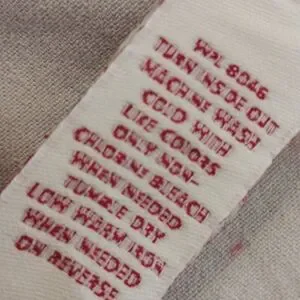 WPL 8046
TURN INSIDE OUT
MACHINE WASH
COLD WITH
LIKE COLORS
ONLY NON-
CHLORINE BLEACH
WHEN NEEDED
TUMBLE DRY
LOW WARM IRON
WHEN NEEDED
ON REVERSE